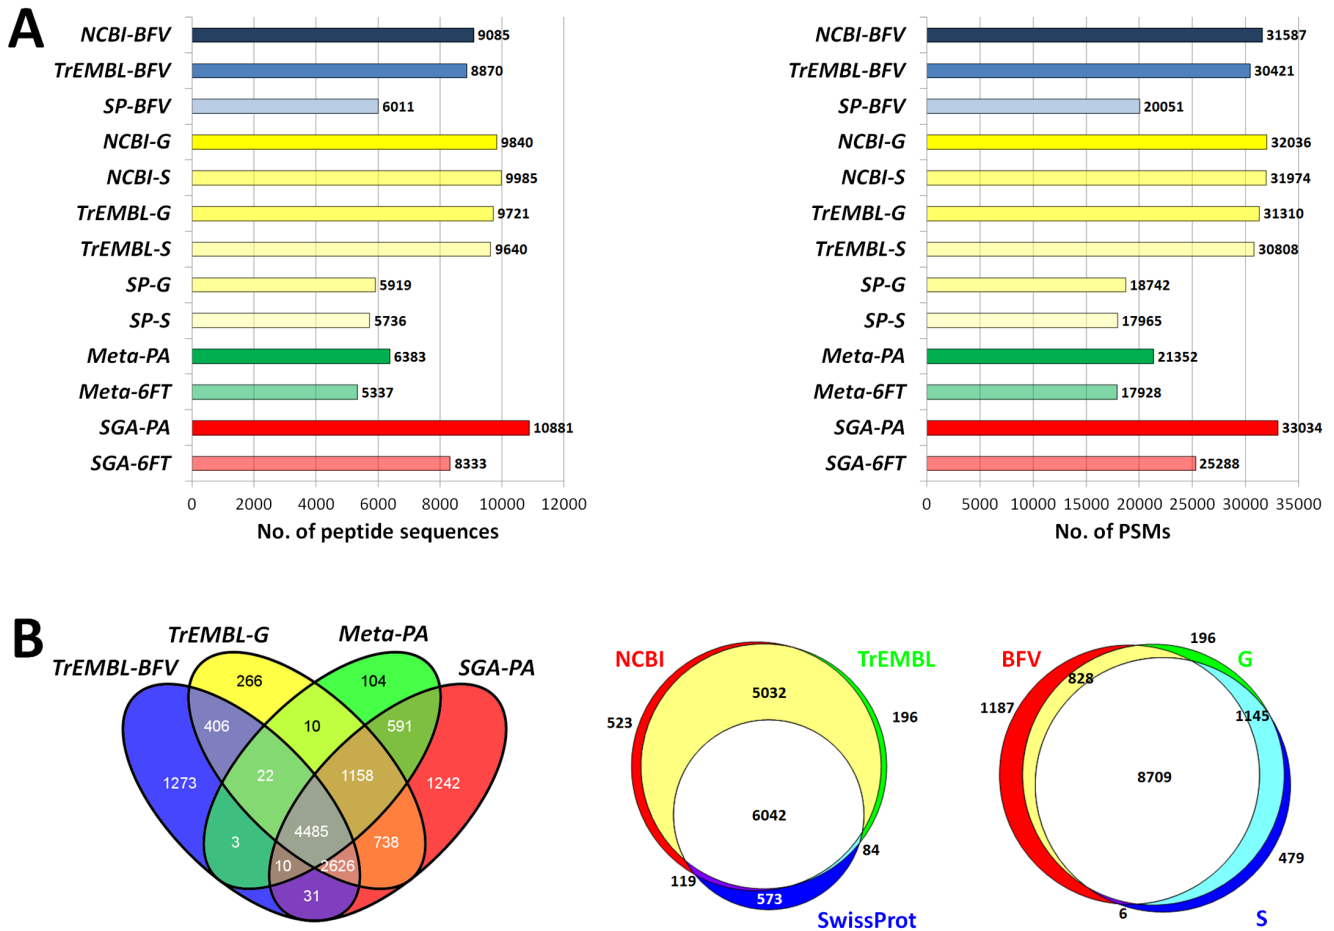 A
NCBI-BFV 9085
TrEMBL-BFV 8870
SP-BFV 6011
NCBI-G 9840
NCBI-S 9985
TrEMBL-G 9721
TrEMBL-S 9640
SP-G 5919
SP-S 5736
Meta-PA 6383
Meta-6FT 5337
SGA-PA 10881
SGA-6FT 8333
0 2000 4000 6000 8000 10000 12000
No. of peptide sequences
NCBI-BFV 31587
TrEMBL-BFV 30421
SP-BFV 20051
NCBI-G 32036
NCBI-S 31974
TrEMBL-G 31310
TrEMBL-S 30808
SP-G 18742
SP-S 17965
Meta-PA 21352
Meta-6FT 17928
SGA-PA 33034
SGA-6FT 25288
0 5000 10000 15000 20000 25000 30000 35000
No. of PSMs
B
TrEMBL-G Meta-PA
TrEMBL-BFV SGA-PA
266 104
406 10 591
1273 22 1158 1242
4485
3 738
10 2626
31
NCBI TrEMBL
5032
523 196
6042
84
119
573
SwissProt
196
BFV G
828
1187 1145
8709
479
6
S